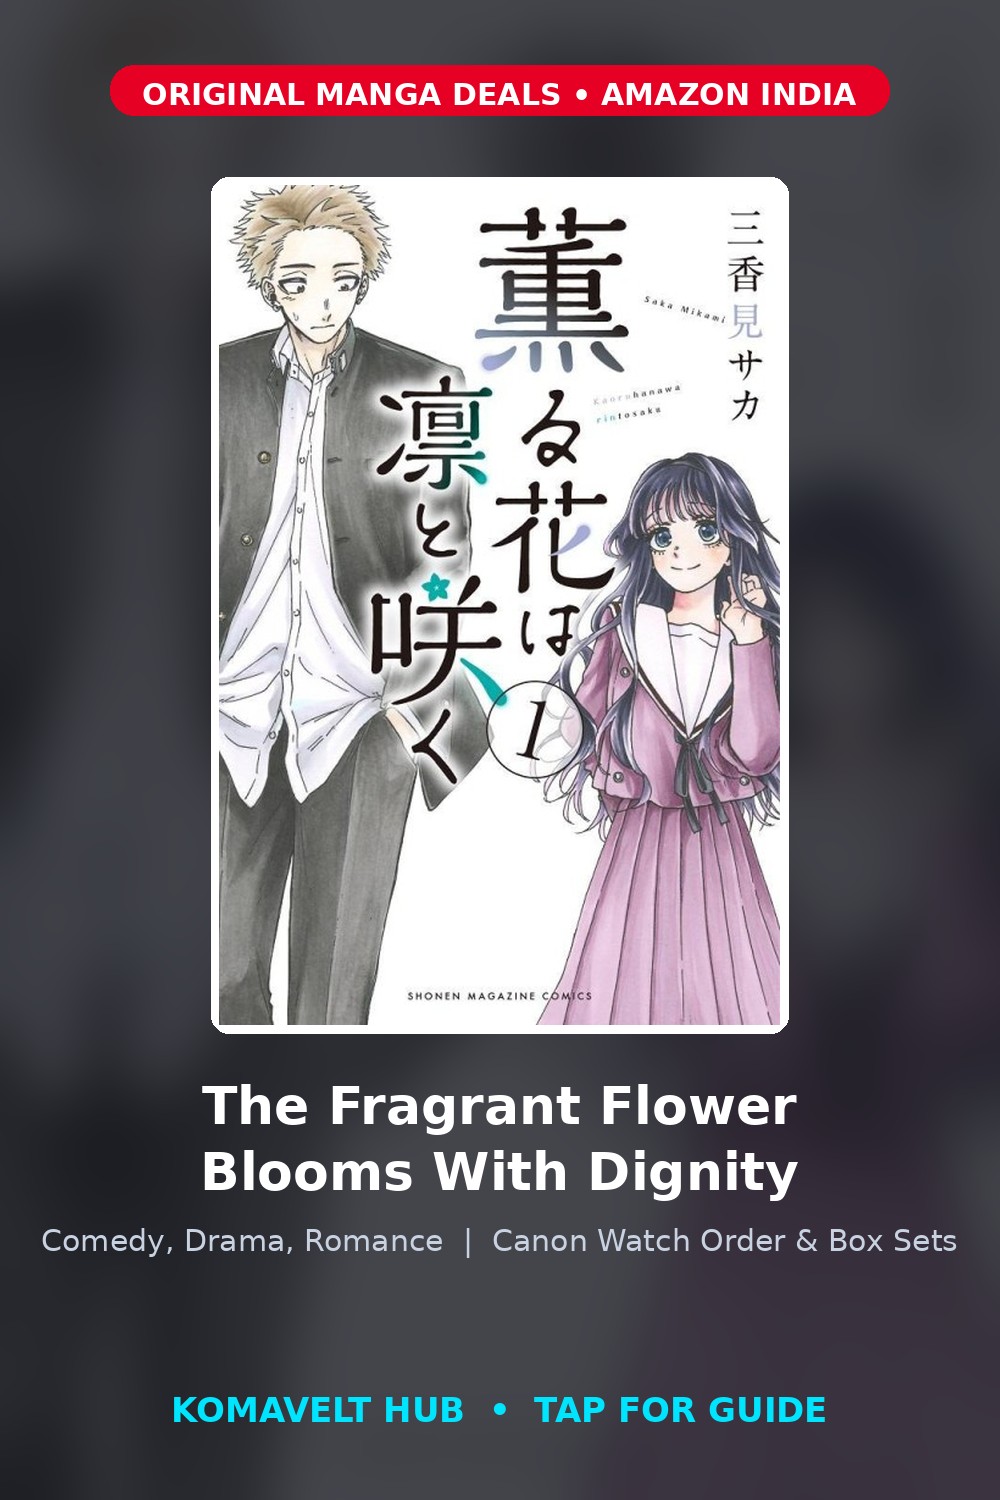 ORIGINAL MANGA DEALS • AMAZON INDIA
三香見サカ
Saka Mikami
薫る花は
凛と咲く
Kaoruhanawa
rintosaku
1
SHONEN MAGAZINE COMICS
The Fragrant Flower
Blooms With Dignity
Comedy, Drama, Romance | Canon Watch Order & Box Sets
KOMAVELT HUB • TAP FOR GUIDE